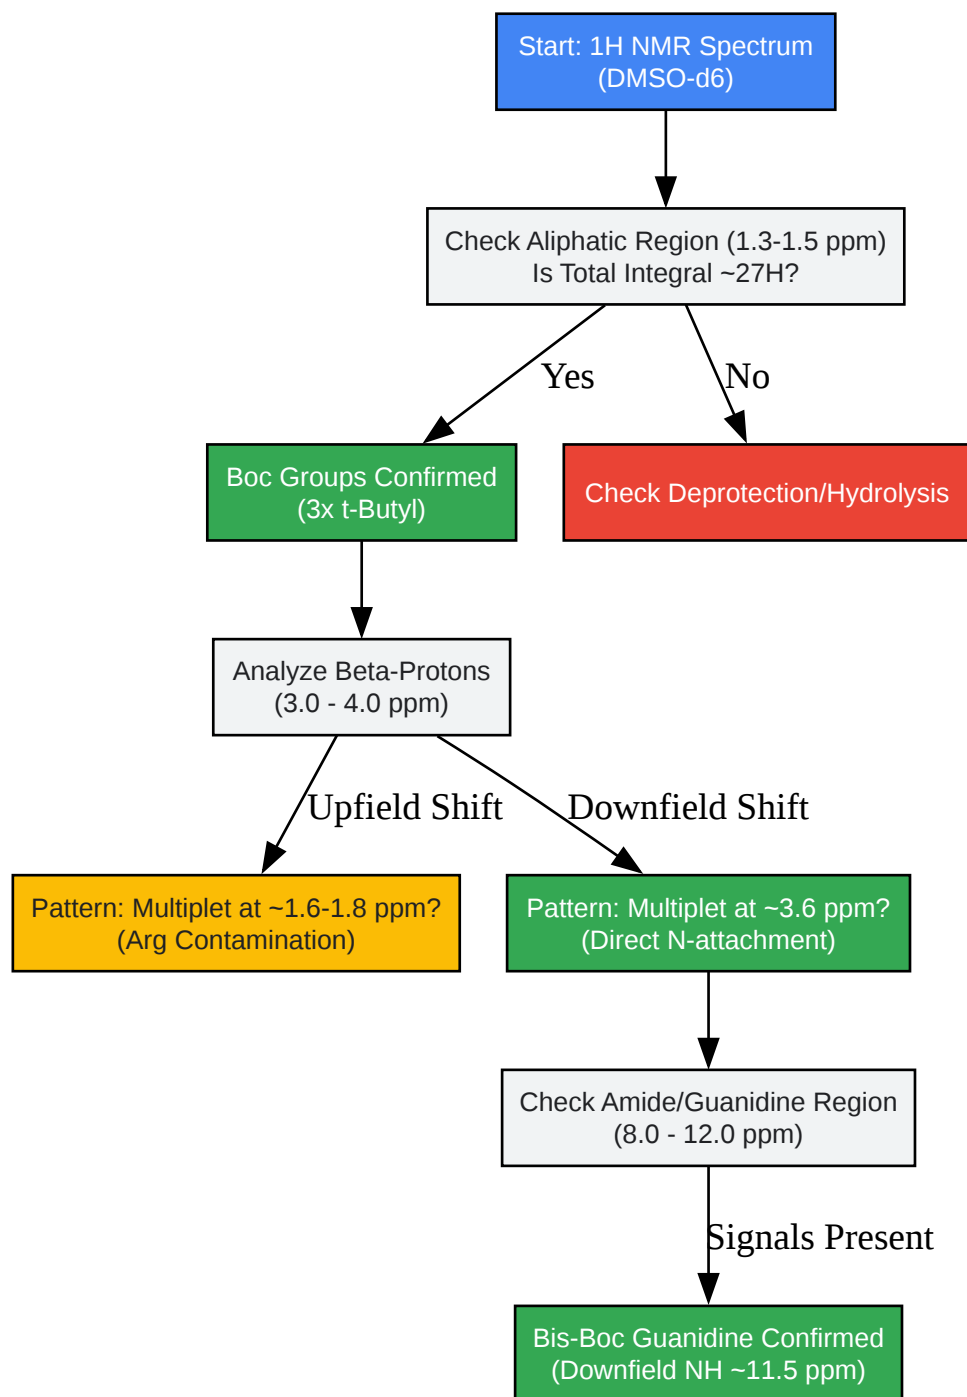 Start: 1H NMR Spectrum
(DMSO-d6)
Check Aliphatic Region (1.3-1.5 ppm)
Is Total Integral ~27H?
Yes
No
Boc Groups Confirmed
(3x t-Butyl)
Check Deprotection/Hydrolysis
Analyze Beta-Protons
(3.0 - 4.0 ppm)
Upfield Shift
Downfield Shift
Pattern: Multiplet at ~1.6-1.8 ppm?
(Arg Contamination)
Pattern: Multiplet at ~3.6 ppm?
(Direct N-attachment)
Check Amide/Guanidine Region
(8.0 - 12.0 ppm)
Signals Present
Bis-Boc Guanidine Confirmed
(Downfield NH ~11.5 ppm)